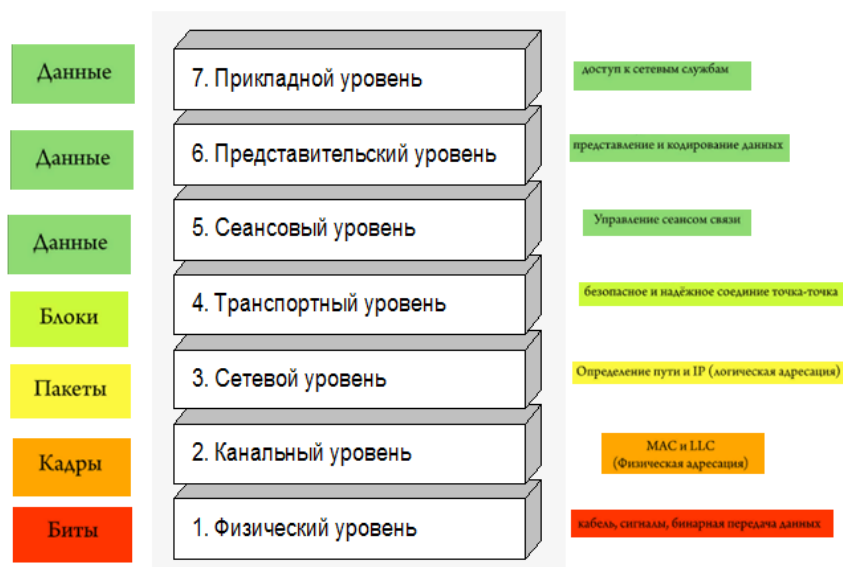 Данные
7. Прикладной уровень
доступ к сетевым службам
Данные
6. Представительский уровень
представление и кодирование данных
Данные
5. Сеансовый уровень
Управление сеансом связи
Блоки
4. Транспортный уровень
безопасное и надёжное соединие точка-точка
Пакеты
3. Сетевой уровень
Определение пути и IP (логическая адресация)
Кадры
2. Канальный уровень
MAC и LLC
(Физическая адресация)
Биты
1. Физический уровень
кабель, сигналы, бинарная передача данных